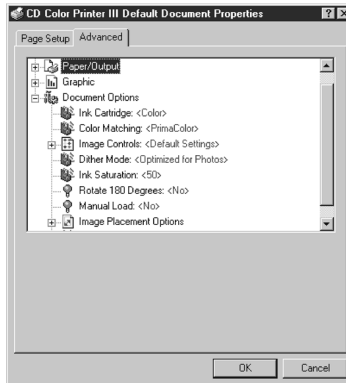 CD Color Printer III Default Document Properties
Page Setup Advanced
Paper/Output
Graphic
Document Options
Ink Cartridge: <Color>
Color Matching: <PrimaColor>
Image Controls: <Default Settings>
Dither Mode: <Optimized for Photos>
Ink Saturation: <50>
Rotate 180 Degrees: <No>
Manual Load: <No>
Image Placement Options
OK Cancel